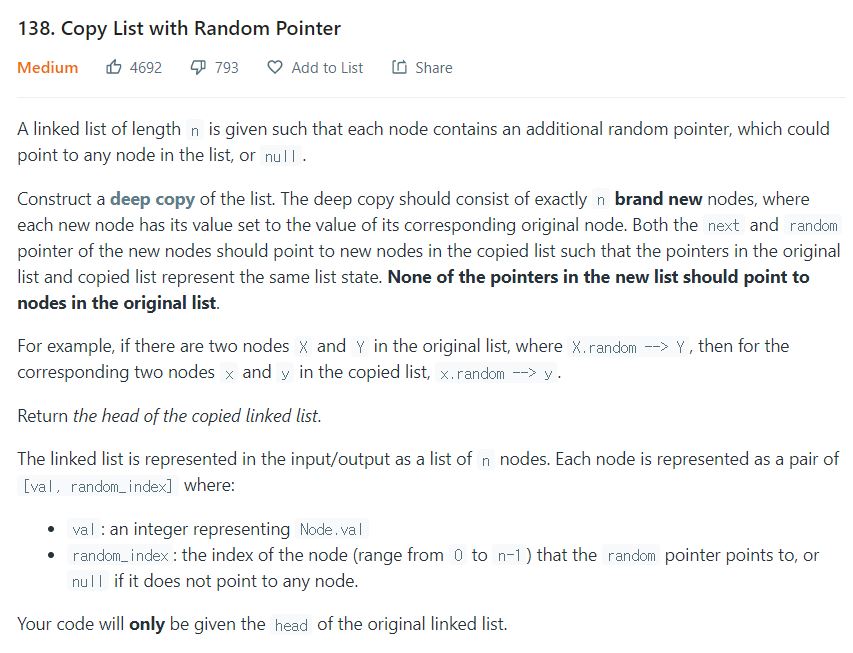 138. Copy List with Random Pointer
Medium 4692 793 Add to List Share
A linked list of length n is given such that each node contains an additional random pointer, which could
point to any node in the list, or null.
Construct a deep copy of the list. The deep copy should consist of exactly n brand new nodes, where
each new node has its value set to the value of its corresponding original node. Both the next and random
pointer of the new nodes should point to new nodes in the copied list such that the pointers in the original
list and copied list represent the same list state. None of the pointers in the new list should point to
nodes in the original list.
For example, if there are two nodes X and Y in the original list, where X.random --> Y, then for the
corresponding two nodes x and y in the copied list, x.random --> y.
Return the head of the copied linked list.
The linked list is represented in the input/output as a list of n nodes. Each node is represented as a pair of
[val, random_index] where:
• val: an integer representing Node.val
• random_index: the index of the node (range from 0 to n-1) that the random pointer points to, or
null if it does not point to any node.
Your code will only be given the head of the original linked list.